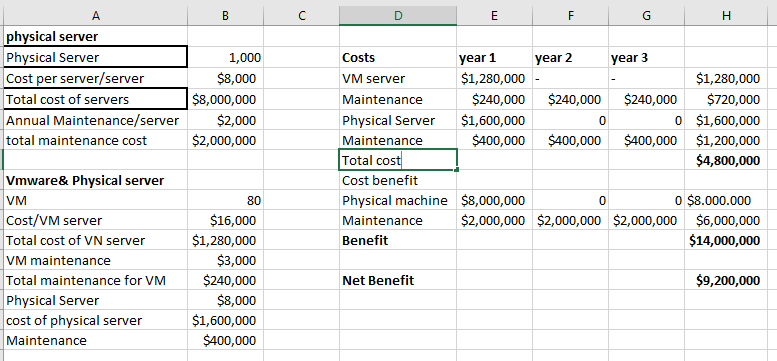 A B C D E F G H
physical server
Physical Server 1,000 Costs year 1 year 2 year 3
Cost per server/server $8,000 VM server $1,280,000 - - $1,280,000
Total cost of servers $8,000,000 Maintenance $240,000 $240,000 $240,000 $720,000
Annual Maintenance/server $2,000 Physical Server $1,600,000 0 0 $1,600,000
total maintenance cost $2,000,000 Maintenance $400,000 $400,000 $400,000 $1,200,000
Total cost $4,800,000
Vmware& Physical server Cost benefit
VM 80 Physical machine $8,000,000 0 0 $8.000.000
Cost/VM server $16,000 Maintenance $2,000,000 $2,000,000 $2,000,000 $6,000,000
Total cost of VN server $1,280,000 Benefit $14,000,000
VM maintenance $3,000
Total maintenance for VM $240,000 Net Benefit $9,200,000
Physical Server $8,000
cost of physical server $1,600,000
Maintenance $400,000